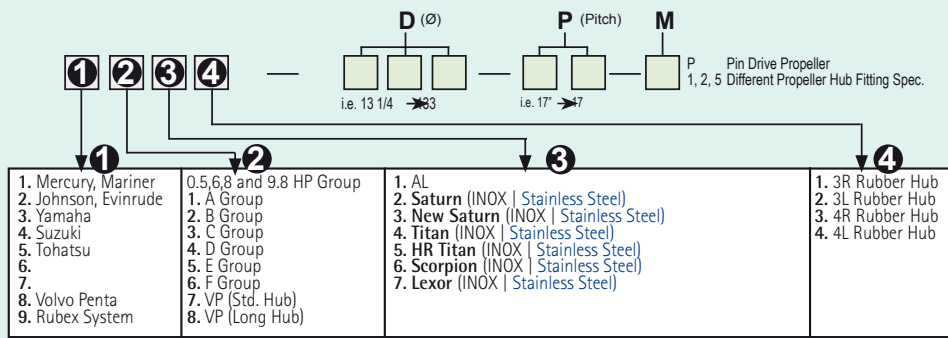 D (Ø) P (Pitch) M
1 2 3 4
P Pin Drive Propeller
1, 2, 5 Different Propeller Hub Fitting Spec.
i.e. 13 1/4 133 i.e. 17" 17
1
1. Mercury, Mariner
2. Johnson, Evinrude
3. Yamaha
4. Suzuki
5. Tohatsu
6.
7.
8. Volvo Penta
9. Rubex System
2
0.5,6,8 and 9.8 HP Group
1. A Group
2. B Group
3. C Group
4. D Group
5. E Group
6. F Group
7. VP (Std. Hub)
8. VP (Long Hub)
3
1. AL
2. Saturn (INOX | Stainless Steel)
3. New Saturn (INOX | Stainless Steel)
4. Titan (INOX | Stainless Steel)
5. HR Titan (INOX | Stainless Steel)
6. Scorpion (INOX | Stainless Steel)
7. Lexor (INOX | Stainless Steel)
4
1. 3R Rubber Hub
2. 3L Rubber Hub
3. 4R Rubber Hub
4. 4L Rubber Hub